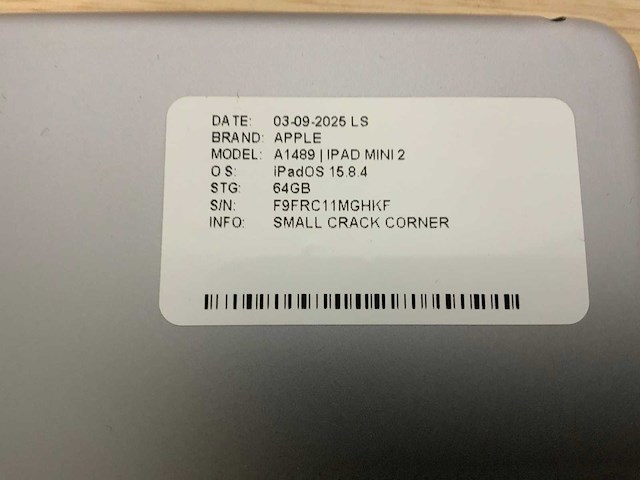 DATE: 03-09-2025 LS
BRAND: APPLE
MODEL: A1489 | IPAD MINI 2
O S: iPadOS 15.8.4
STG: 64GB
S/N: F9FRC11MGHKF
INFO: SMALL CRACK CORNER